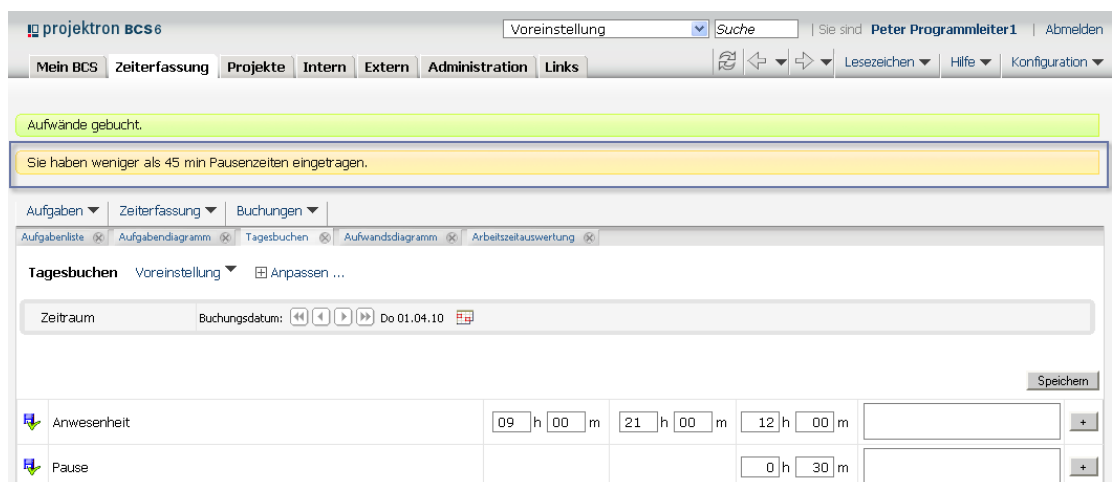 projektron BCS6 Voreinstellung Suche | Sie sind Peter Programmleiter1 | Abmelden
Mein BCS Zeiterfassung Projekte Intern Extern Administration Links Lesezeichen Hilfe Konfiguration
Aufwände gebucht.
Sie haben weniger als 45 min Pausenzeiten eingetragen.
Aufgaben Zeiterfassung Buchungen
Aufgabenliste Aufgabendiagramm Tagesbuchen Aufwandsdiagramm Arbeitszeitauswertung
Tagesbuchen Voreinstellung Anpassen ...
Zeitraum Buchungsdatum: Do 01.04.10
Speichern
Anwesenheit 09 h 00 m 21 h 00 m 12 h 00 m +
Pause 0 h 30 m +